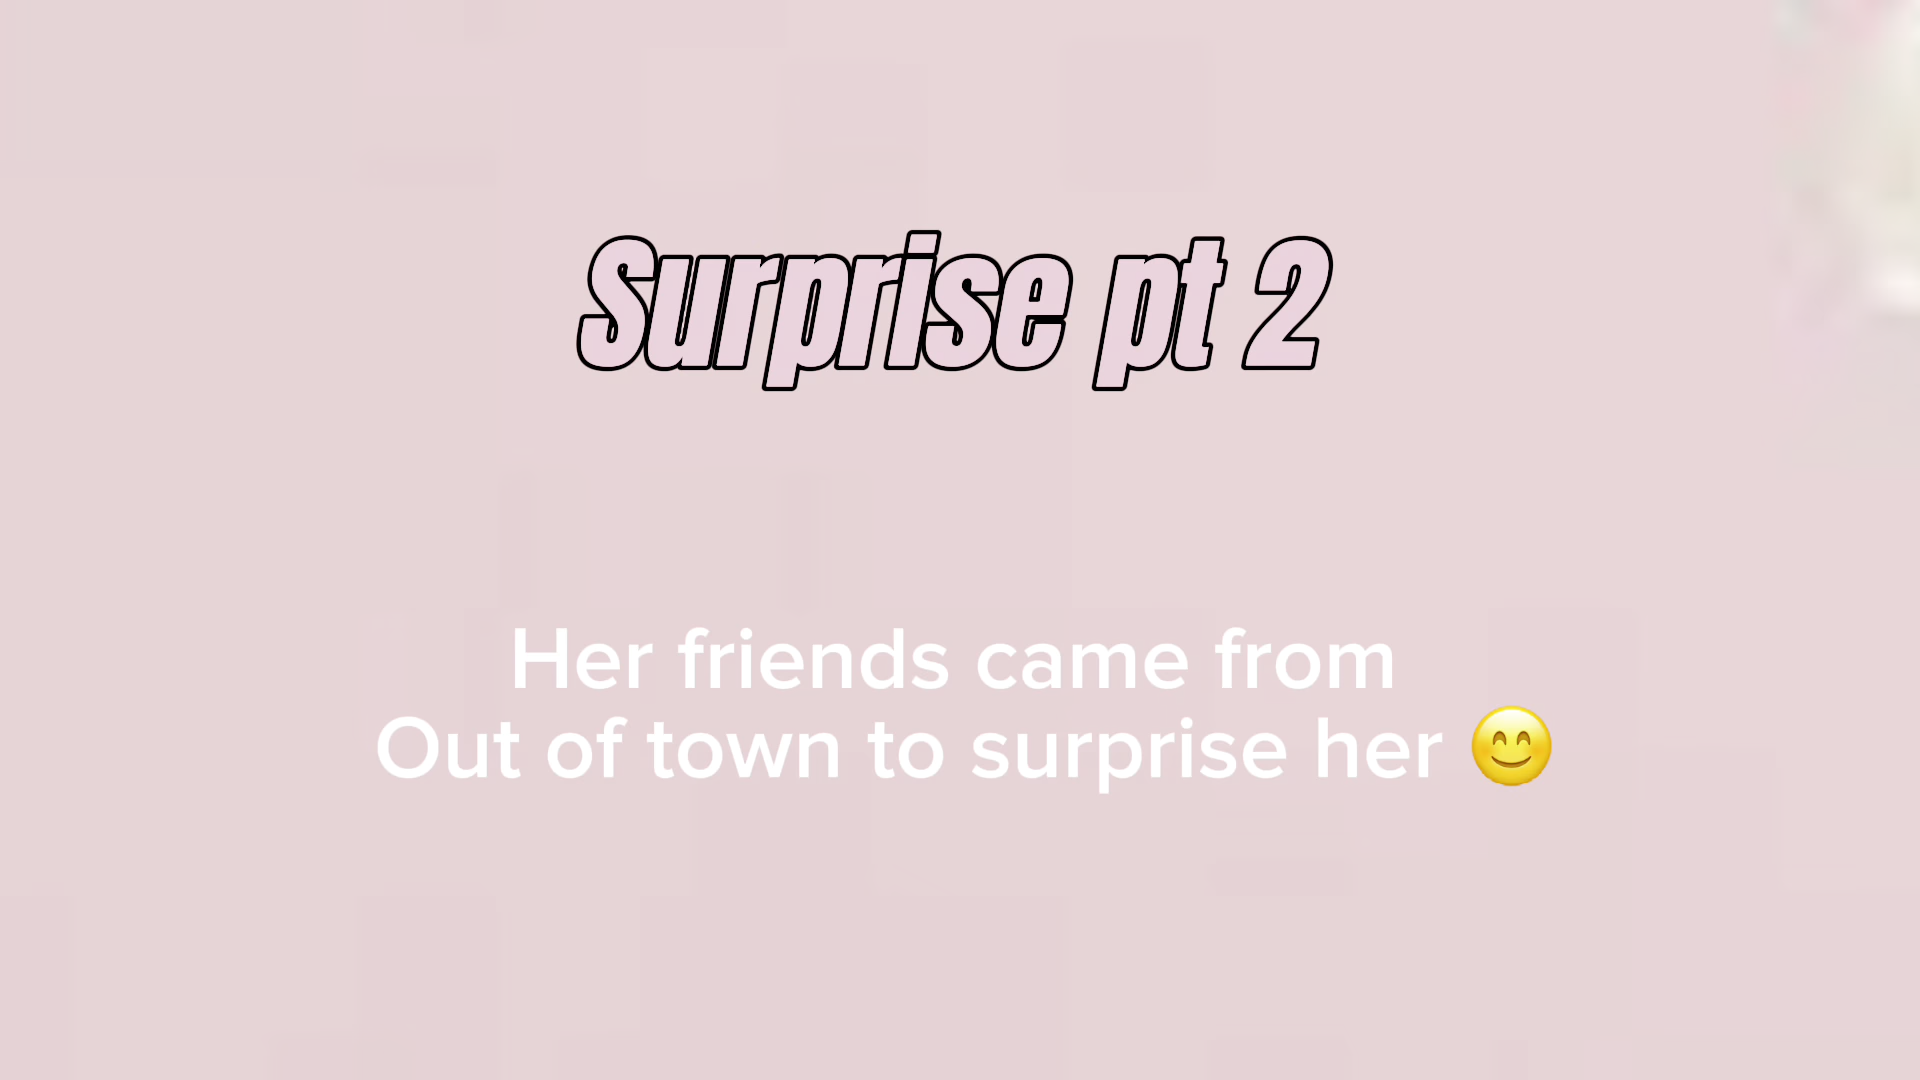 Surprise pt 2
Her friends came from
Out of town to surprise her 😊